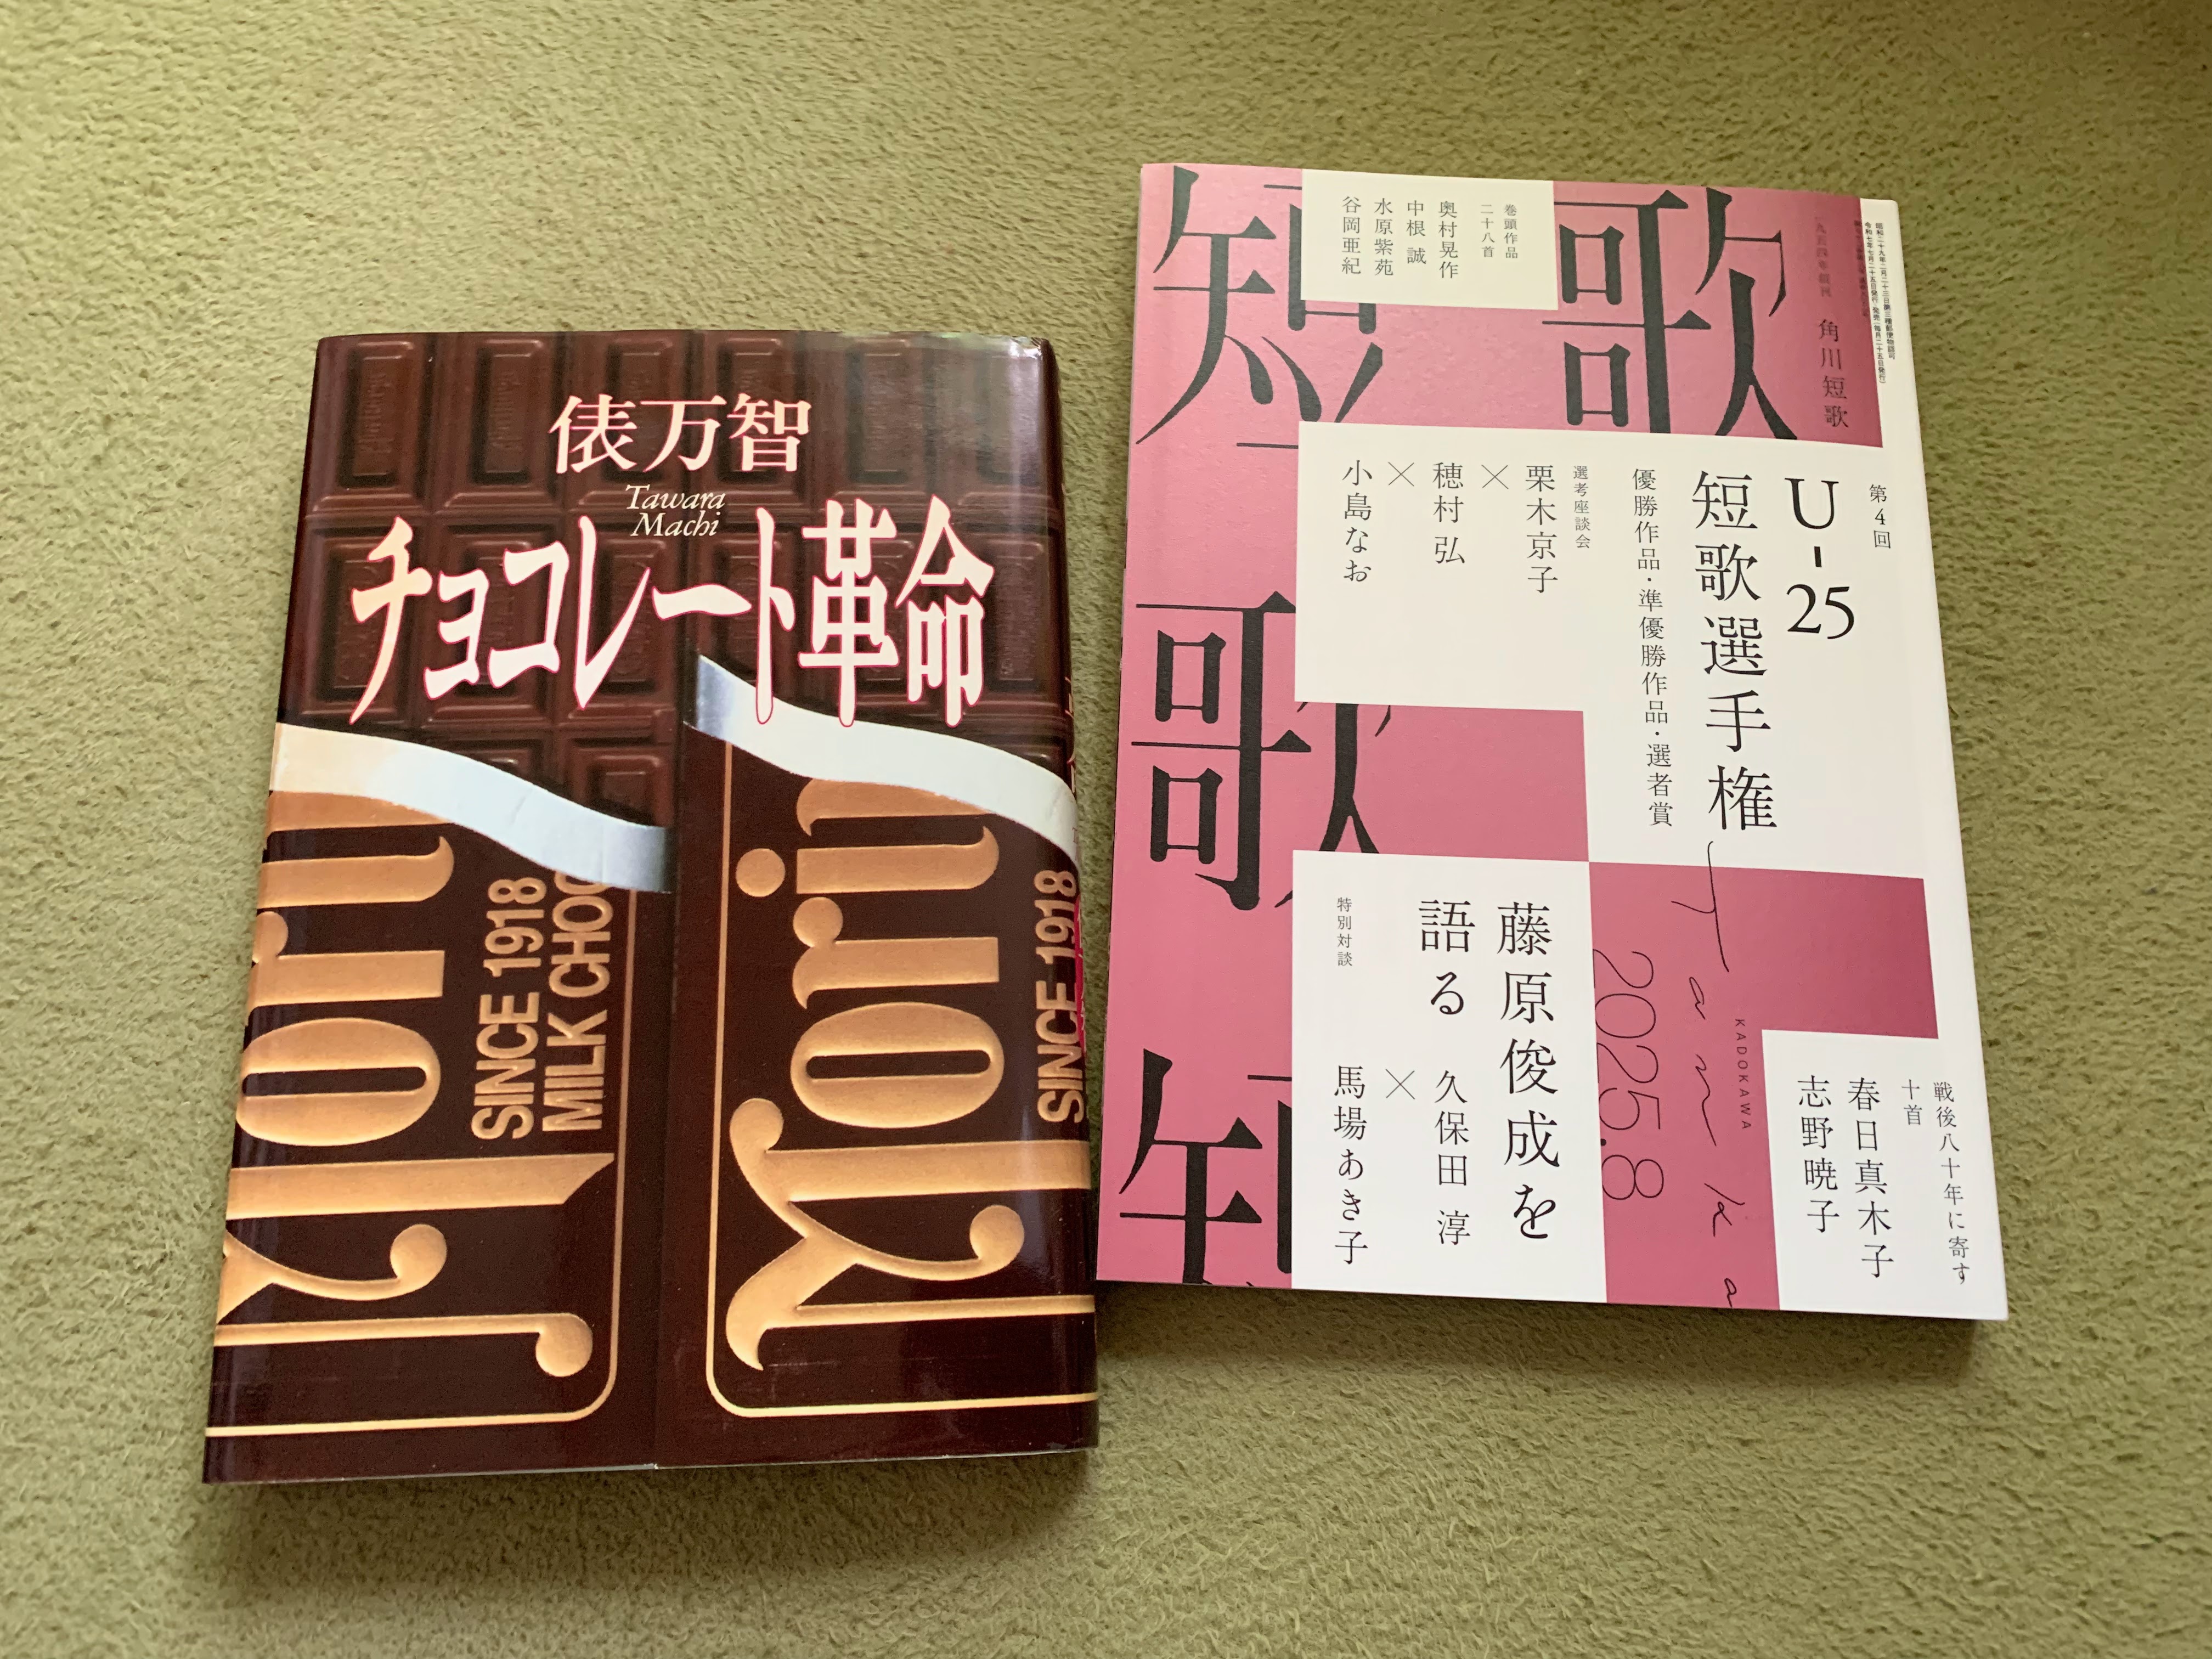 俵万智
Tawara
Machi
チョコレート革命
SINCE 1918
MILK CHOC
SINCE 1918
短歌
歌
短
角川短歌
巻頭作品
二十八首
奥村晃作
中根 誠
水原紫苑
谷岡亜紀
第4回
U-25
短歌選手権
優勝作品・準優勝作品・選者賞
選考座談会
栗木京子
×
穂村 弘
×
小島なお
藤原俊成を
語る
久保田 淳
×
馬場あき子
特別対談
Tanka
KADOKAWA
2025.8
戦後八十年に寄す
十首
春日真木子
志野暁子